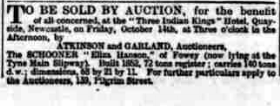 TO BE SOLD BY AUCTION, for the benefit
of all concerned, at the "Three Indian Kings" Hotel, Quay-
side, Newcastle, on Friday, October 14th, at Three o'clock in the
Afternoon, by
ATKINSON and GARLAND, Auctioneers,
The SCHOONER "Eliza Hanson," of Fowey (now lying at the
Tyne Main Slipway). Built 1852, 72 tons register; carries 140 tons
d.w.; dimensions, 85 by 21 by 11. For further particulars apply to
the Auctioneers, 139, Pilgrim Street.